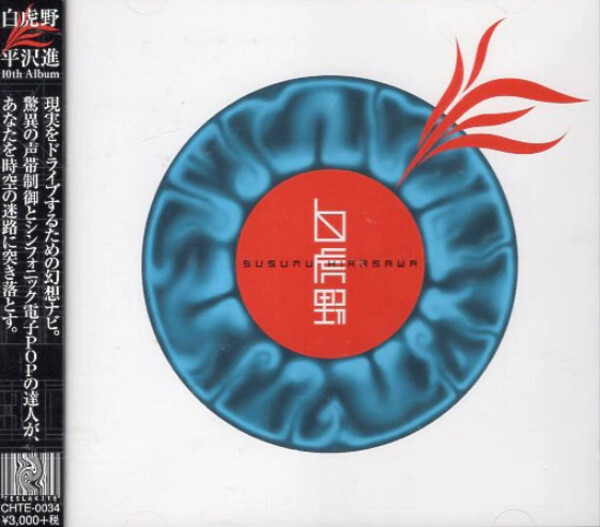 白虎野
平沢進
10th Album
現実をドライブするための幻想ナビ。
驚異の声帯制御とシンフォニック電子POPの達人が、
あなたを時空の迷路に突き落とす。
TESLAKITE
CHTE-0034
¥3,000+税
白虎野
SUSUMU HIRASAWA